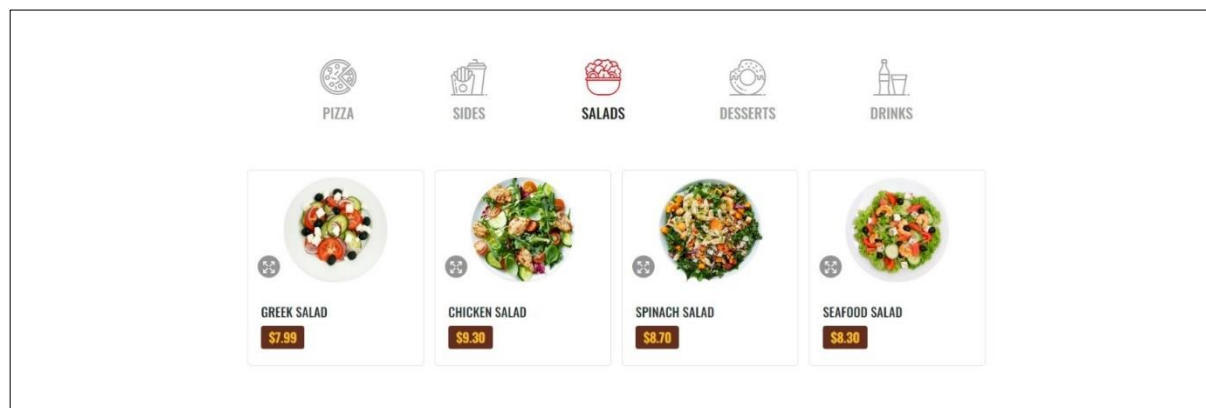 PIZZA SIDES SALADS DESSERTS DRINKS
GREEK SALAD CHICKEN SALAD SPINACH SALAD SEAFOOD SALAD
$7.99 $9.30 $8.70 $8.30